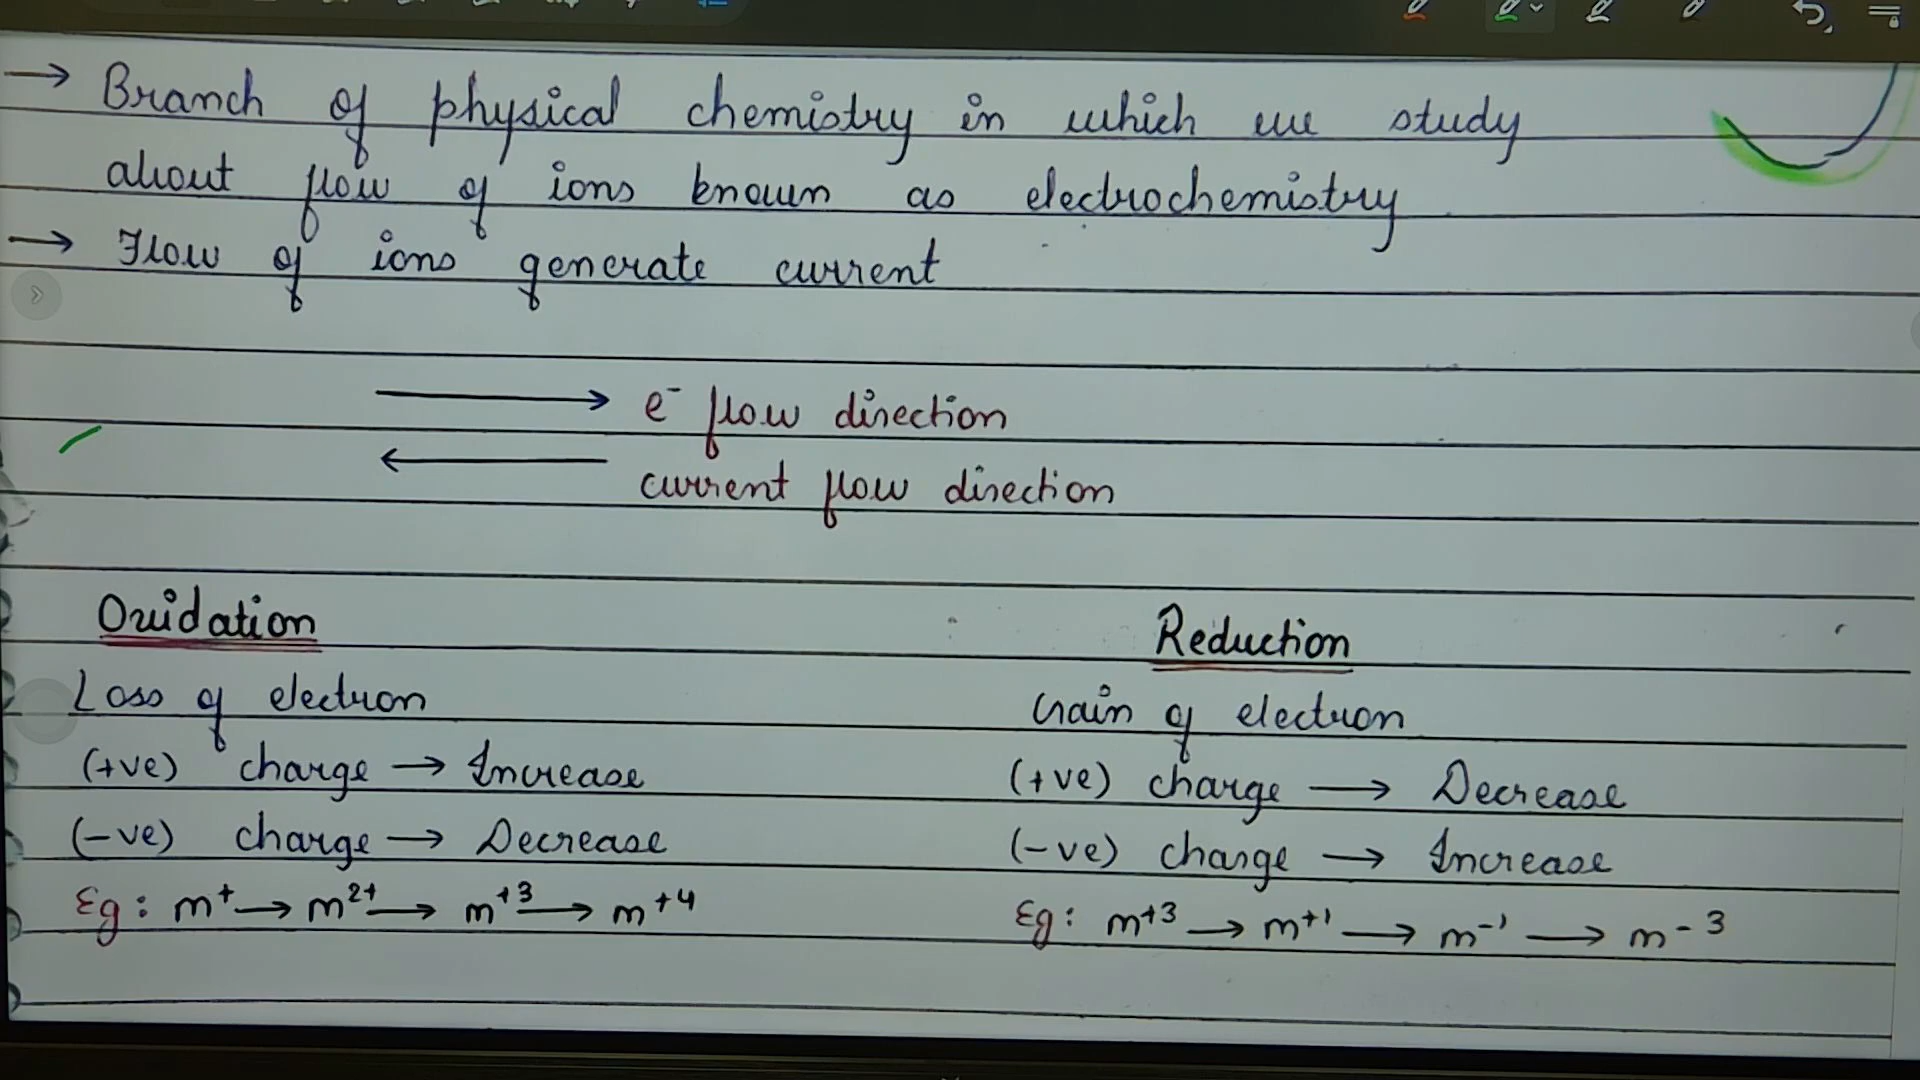 → Branch of physical chemistry in which we study
about flow of ions known as electrochemistry
→ Flow of ions generate current
→ e⁻ flow direction
← current flow direction
Oxidation
Reduction
Loss of electron
Gain of electron
(+ve) charge → Increase
(+ve) charge → Decrease
(-ve) charge → Decrease
(-ve) charge → Increase
Eg: m⁺ → m²⁺ → m⁺³ → m⁺⁴
Eg: m⁺³ → m⁺¹ → m⁻¹ → m⁻³